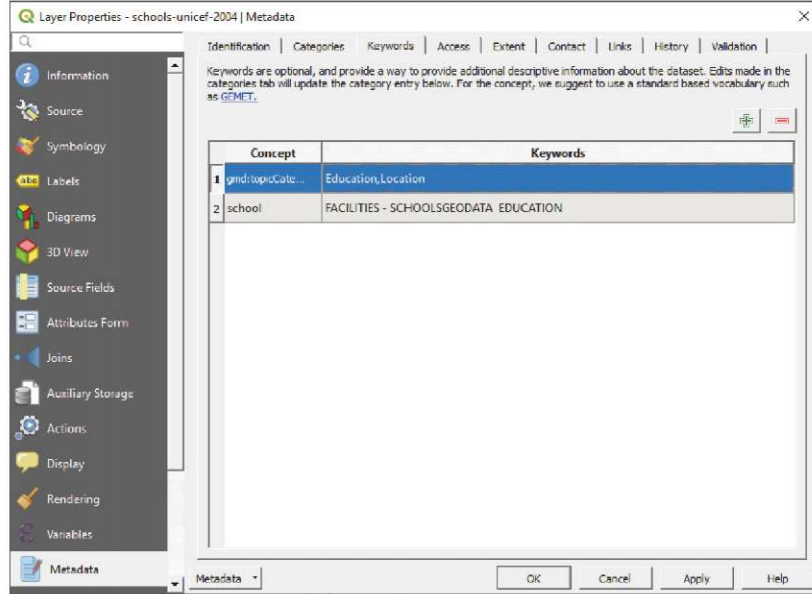 Layer Properties - schools-unicef-2004 | Metadata
Information
Source
Symbology
abc Labels
Diagrams
3D View
Source Fields
Attributes Form
Joins
Auxiliary Storage
Actions
Display
Rendering
Variables
Metadata
Identification | Categories Keywords | Access | Extent | Contact | Links | History | Validation |
Keywords are optional, and provide a way to provide additional descriptive information about the dataset. Edits made in the
categories tab will update the category entry below. For the concept, we suggest to use a standard based vocabulary such
as GEMET.
Concept Keywords
1 gmd:topicCate... Education,Location
2 school FACILITIES - SCHOOLSGEODATA EDUCATION
Metadata OK Cancel Apply Help